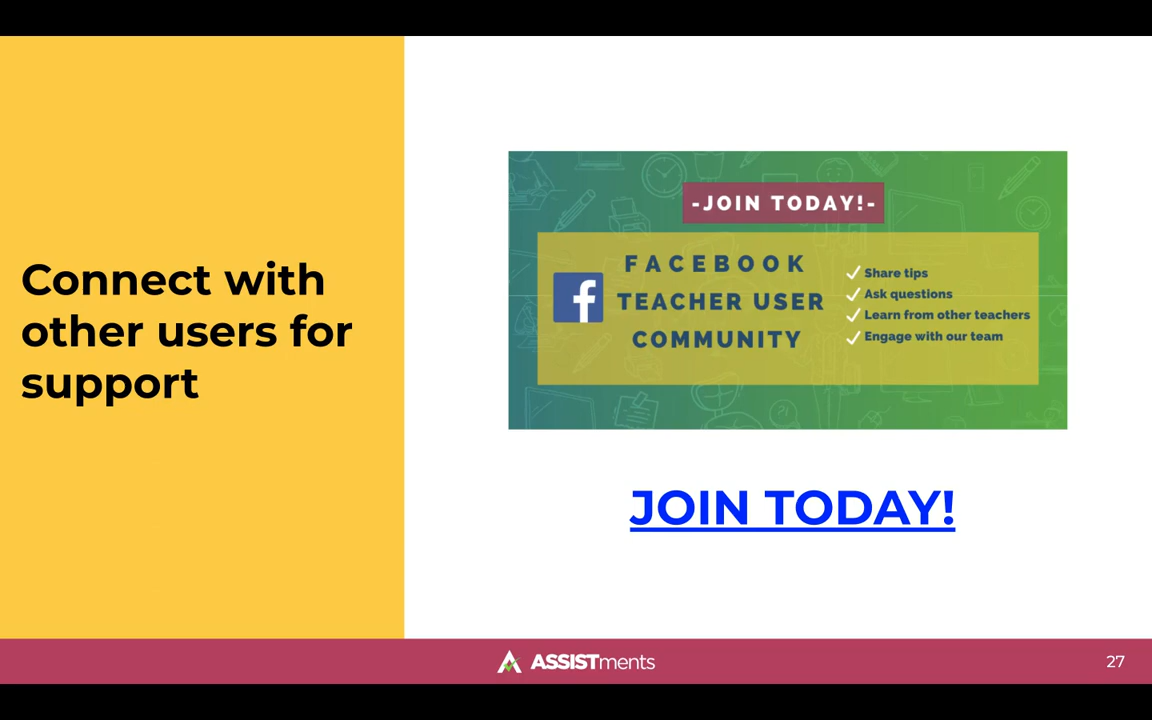 Connect with
other users for
support
-JOIN TODAY!-
FACEBOOK
TEACHER USER
COMMUNITY
Share tips
Ask questions
Learn from other teachers
Engage with our team
JOIN TODAY!
ASSISTments
27